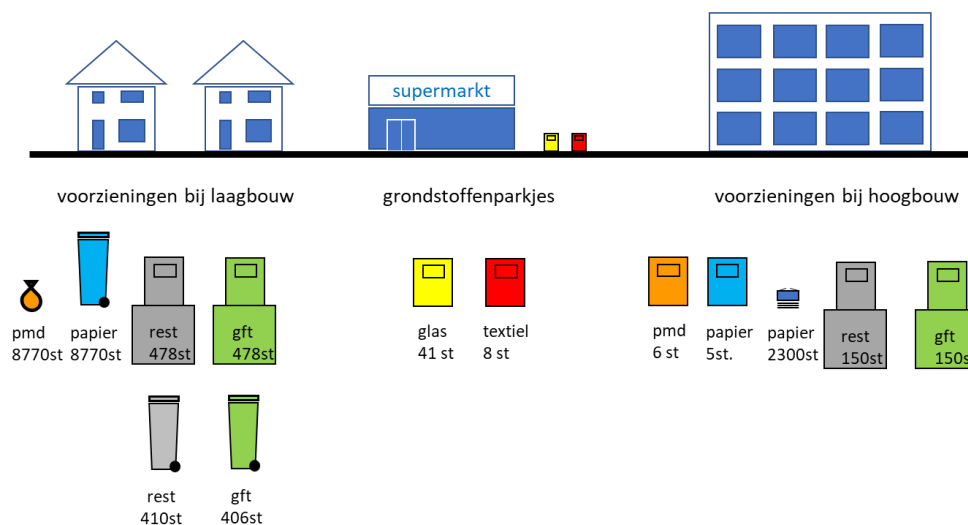 supermarkt
voorzieningen bij laagbouw
grondstoffenparkjes
voorzieningen bij hoogbouw
pmd
8770st
papier
8770st
rest
478st
gft
478st
glas
41 st
textiel
8 st
pmd
6 st
papier
5st.
papier
2300st
rest
150st
gft
150st
rest
410st
gft
406st